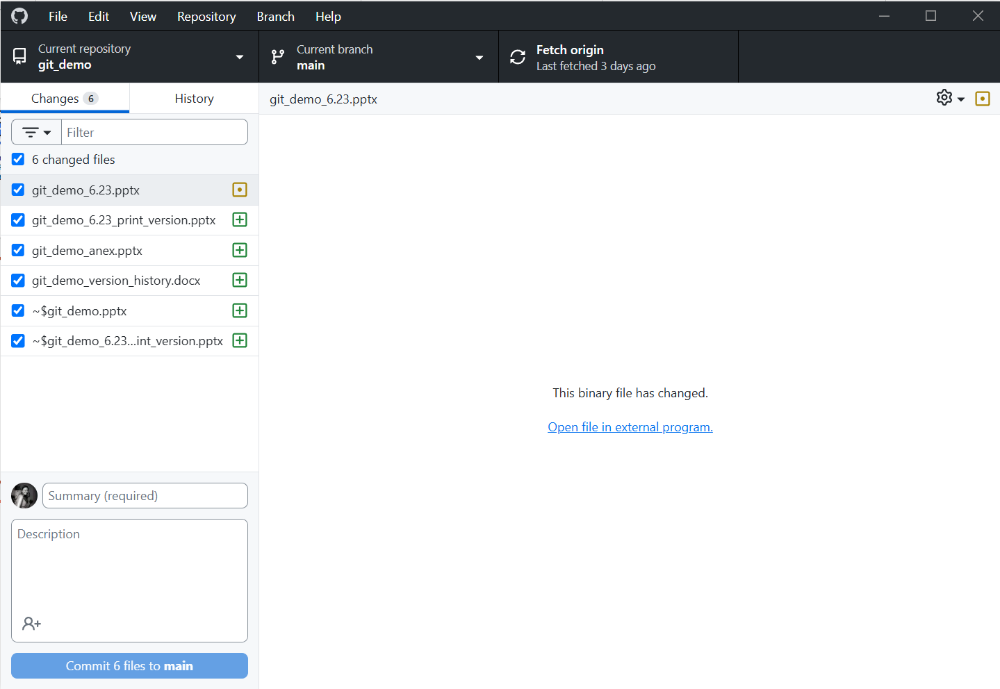 File Edit View Repository Branch Help
Current repository
git_demo
Current branch
main
Fetch origin
Last fetched 3 days ago
Changes 6
History
git_demo_6.23.pptx
Filter
6 changed files
git_demo_6.23.pptx
git_demo_6.23_print_version.pptx
git_demo_anex.pptx
git_demo_version_history.docx
~$git_demo.pptx
~$git_demo_6.23...int_version.pptx
This binary file has changed.
Open file in external program.
Summary (required)
Description
Commit 6 files to main